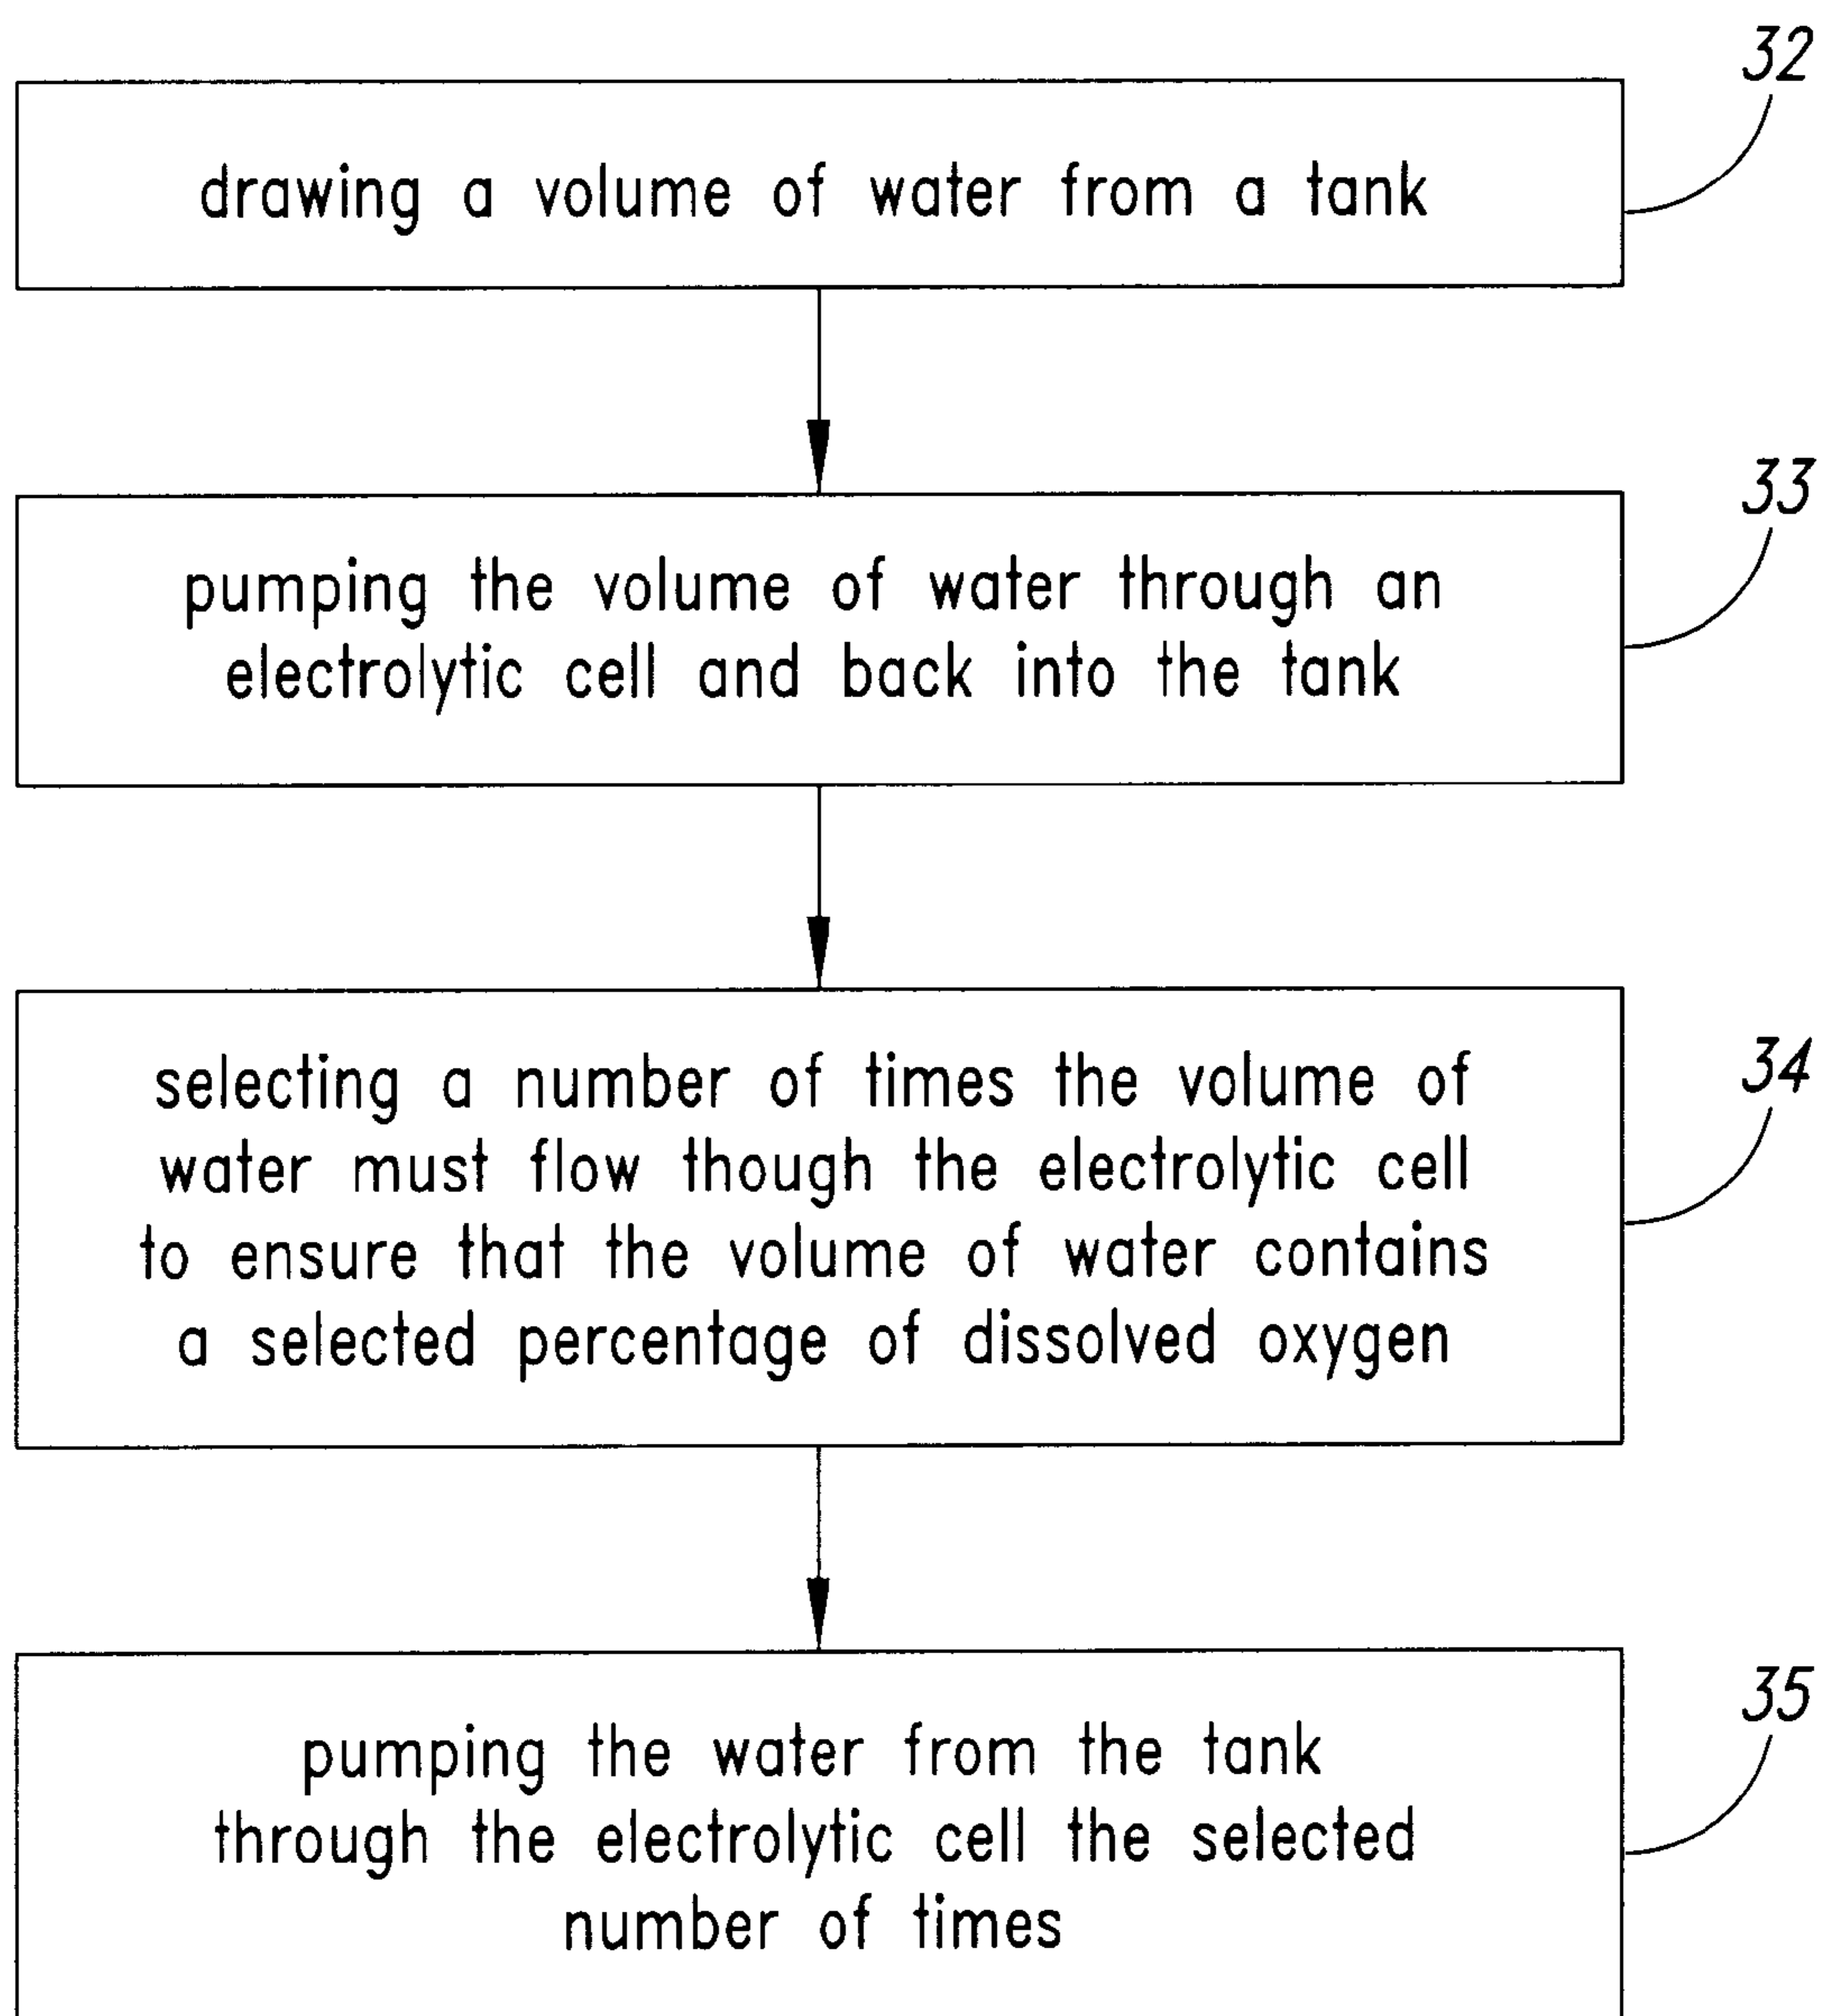 32
drawing a volume of water from a tank
33
pumping the volume of water through an
electrolytic cell and back into the tank
34
selecting a number of times the volume of
water must flow though the electrolytic cell
to ensure that the volume of water contains
a selected percentage of dissolved oxygen
35
pumping the water from the tank
through the electrolytic cell the selected
number of times